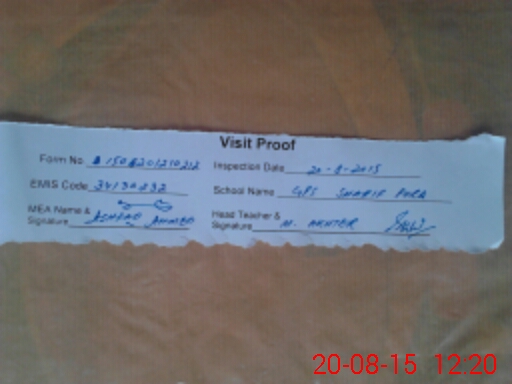 Visit Proof
Form No. Inspection Date 20-8-2015
EMIS Code 34130232 School Name GPS SHARIF PURA
MEA Name & Signature ASHFAQ AHMED Head Teacher & Signature M. AKHTER
20-08-15 12:20